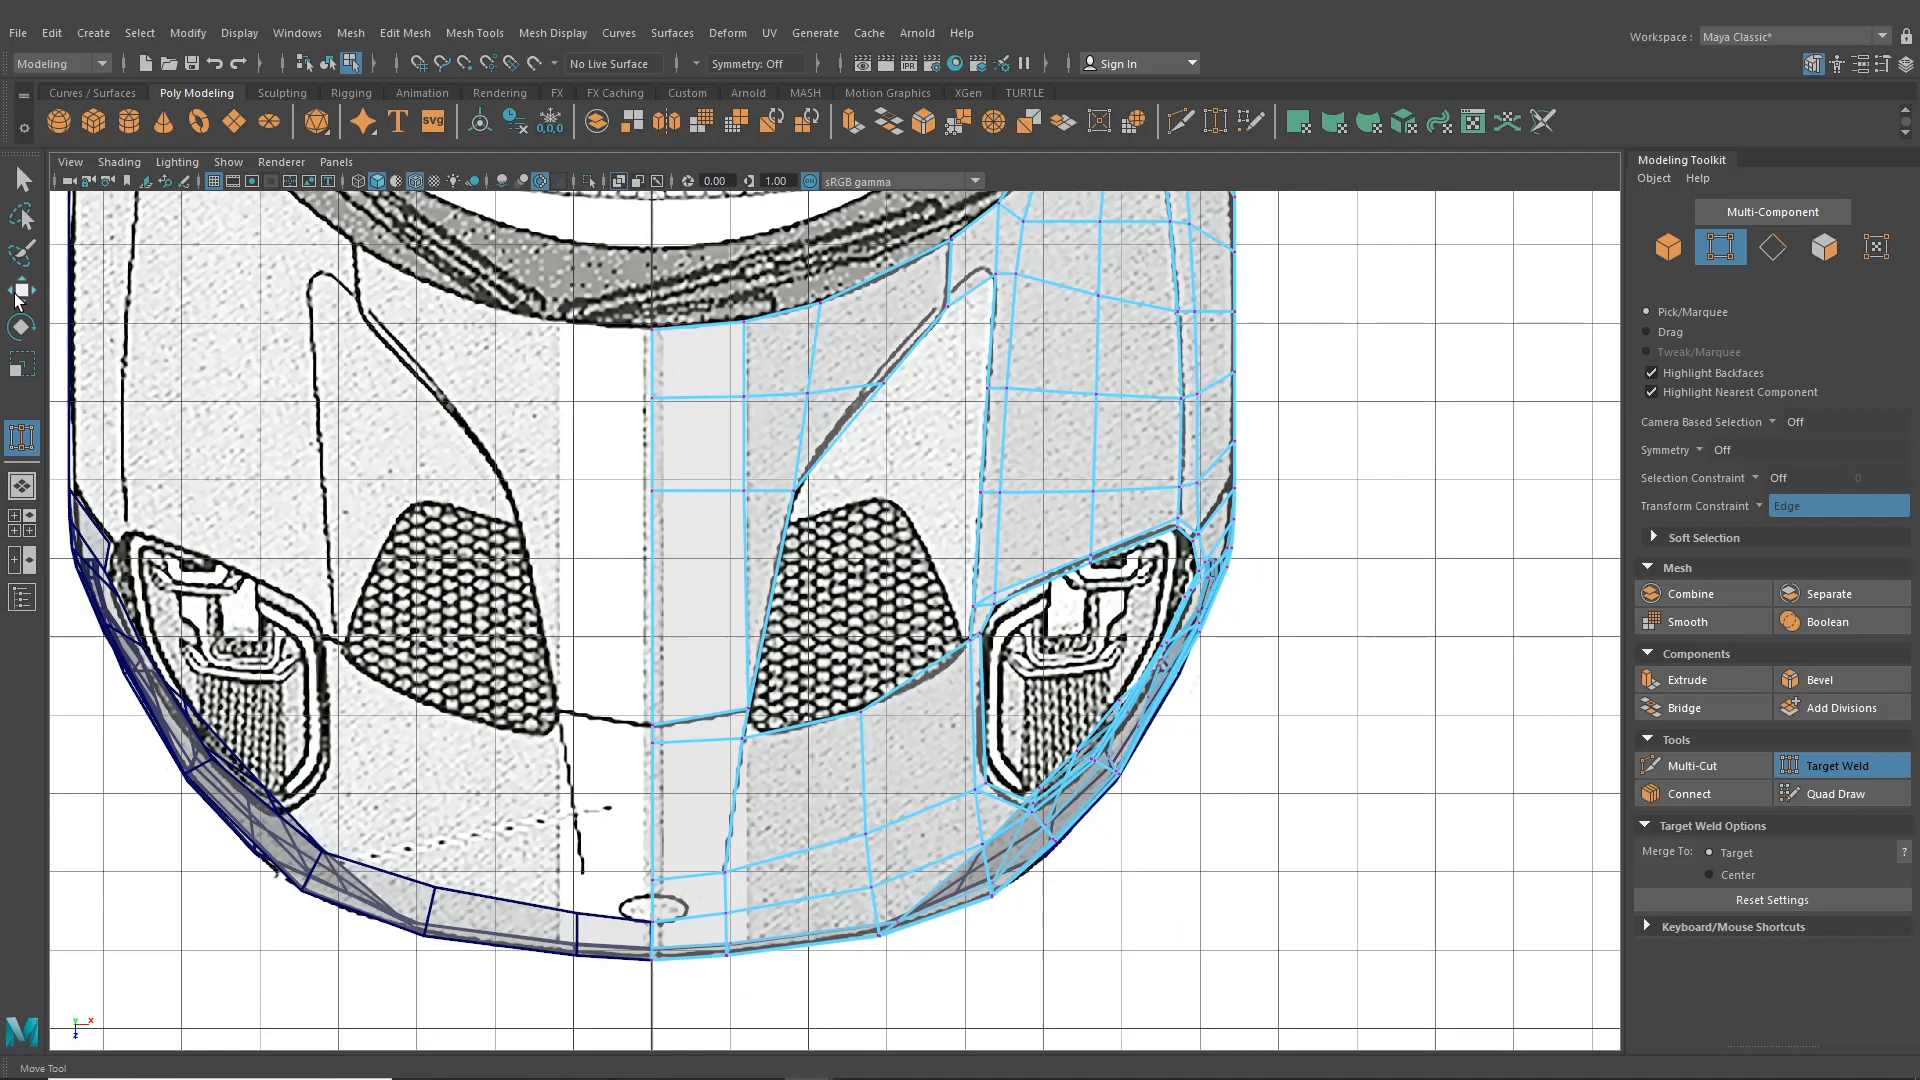 File Edit Create Select Modify Display Windows Mesh Edit Mesh Mesh Tools Mesh Display Curves Surfaces Deform UV Generate Cache Arnold Help
Workspace : Maya Classic*
Modeling No Live Surface Symmetry: Off IPR Sign In
Curves / Surfaces Poly Modeling Sculpting Rigging Animation Rendering FX FX Caching Custom Arnold MASH Motion Graphics XGen TURTLE
T SVG 0,0,0
View Shading Lighting Show Renderer Panels
0.00 1.00 sRGB gamma
Modeling Toolkit
Object Help
Multi-Component
Pick/Marquee
Drag
Tweak/Marquee
Highlight Backfaces
Highlight Nearest Component
Camera Based Selection Off
Symmetry Off
Selection Constraint Off 0
Transform Constraint Edge
Soft Selection
Mesh
Combine Separate
Smooth Boolean
Components
Extrude Bevel
Bridge Add Divisions
Tools
Multi-Cut Target Weld
Connect Quad Draw
Target Weld Options
Merge To: Target ?
Center
Reset Settings
Keyboard/Mouse Shortcuts
y x
z
M
Move Tool